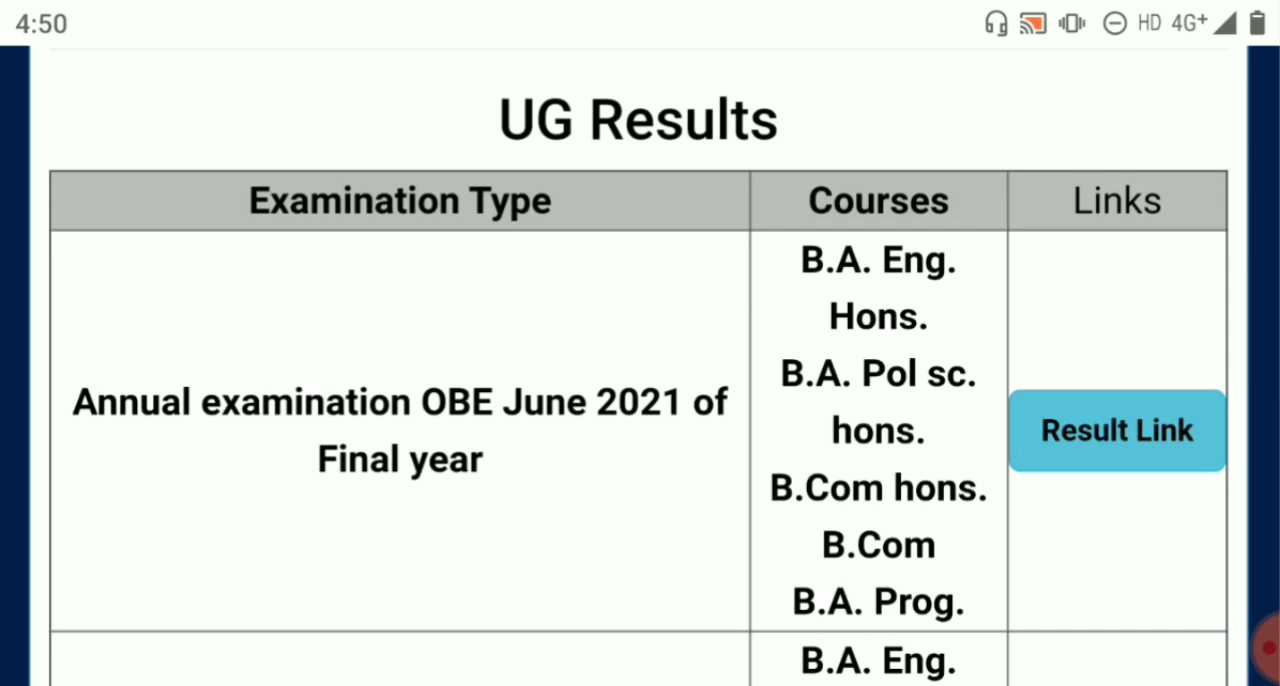 4:50
HD 4G+
UG Results
Examination Type
Courses
Links
Annual examination OBE June 2021 of
Final year
B.A. Eng.
Hons.
B.A. Pol sc.
hons.
B.Com hons.
B.Com
B.A. Prog.
Result Link
B.A. Eng.